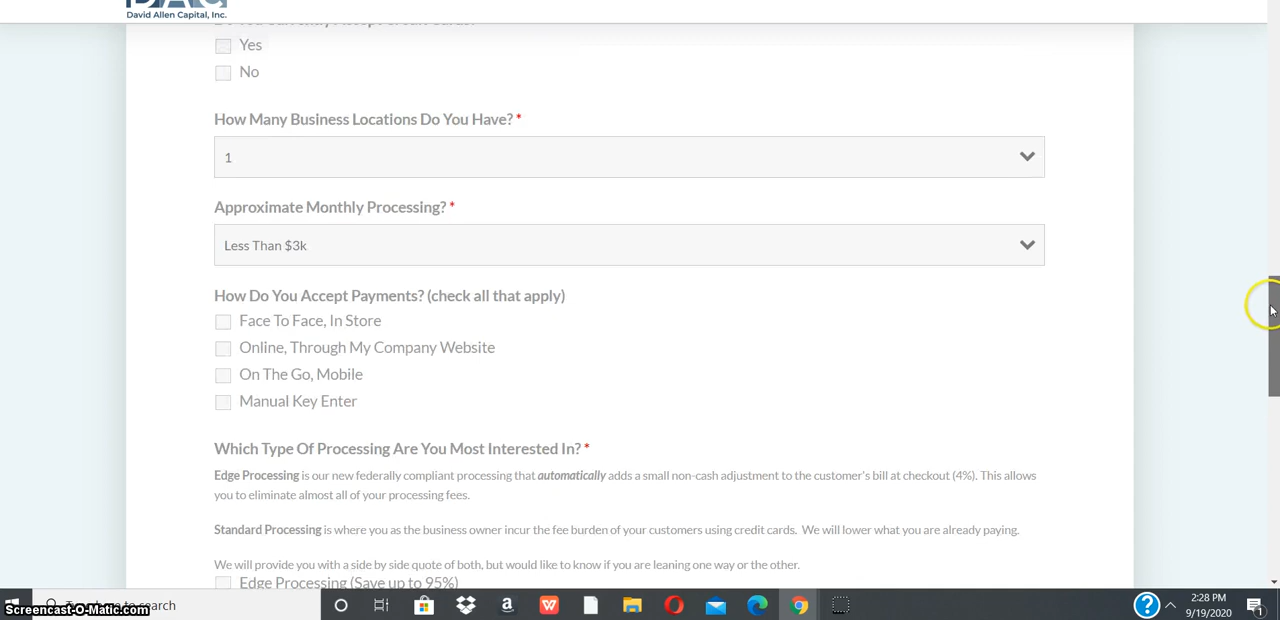 David Allen Capital, Inc.
Do You Currently Accept Credit Cards?
Yes
No
How Many Business Locations Do You Have? *
1
Approximate Monthly Processing? *
Less Than $3k
How Do You Accept Payments? (check all that apply)
Face To Face, In Store
Online, Through My Company Website
On The Go, Mobile
Manual Key Enter
Which Type Of Processing Are You Most Interested In? *
Edge Processing is our new federally compliant processing that automatically adds a small non-cash adjustment to the customer's bill at checkout (4%). This allows
you to eliminate almost all of your processing fees.
Standard Processing is where you as the business owner incur the fee burden of your customers using credit cards. We will lower what you are already paying.
We will provide you with a side by side quote of both, but would like to know if you are leaning one way or the other.
Edge Processing (Save up to 95%)
Screencast-O-Matic.com
search
2:28 PM
9/19/2020
1